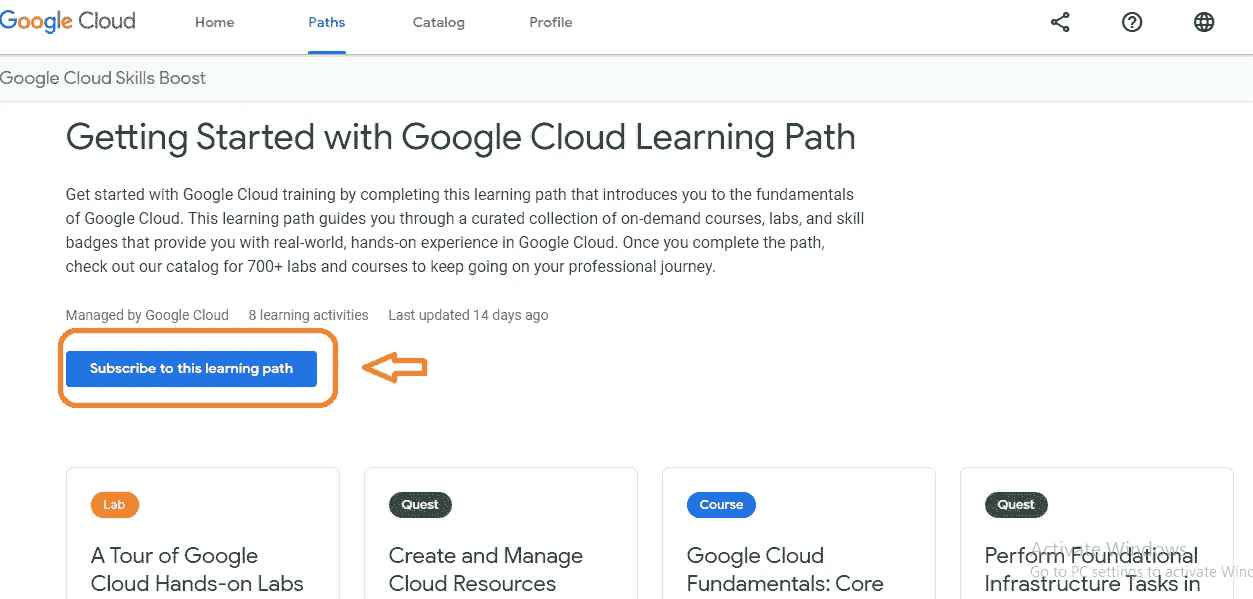 Google Cloud
Home
Paths
Catalog
Profile
Google Cloud Skills Boost
Getting Started with Google Cloud Learning Path
Get started with Google Cloud training by completing this learning path that introduces you to the fundamentals
of Google Cloud. This learning path guides you through a curated collection of on-demand courses, labs, and skill
badges that provide you with real-world, hands-on experience in Google Cloud. Once you complete the path,
check out our catalog for 700+ labs and courses to keep going on your professional journey.
Managed by Google Cloud 8 learning activities Last updated 14 days ago
Subscribe to this learning path
Lab
A Tour of Google
Cloud Hands-on Labs
Quest
Create and Manage
Cloud Resources
Course
Google Cloud
Fundamentals: Core
Quest
Perform Foundational
Infrastructure Tasks in
Activate Windows
Go to PC settings to activate Wind